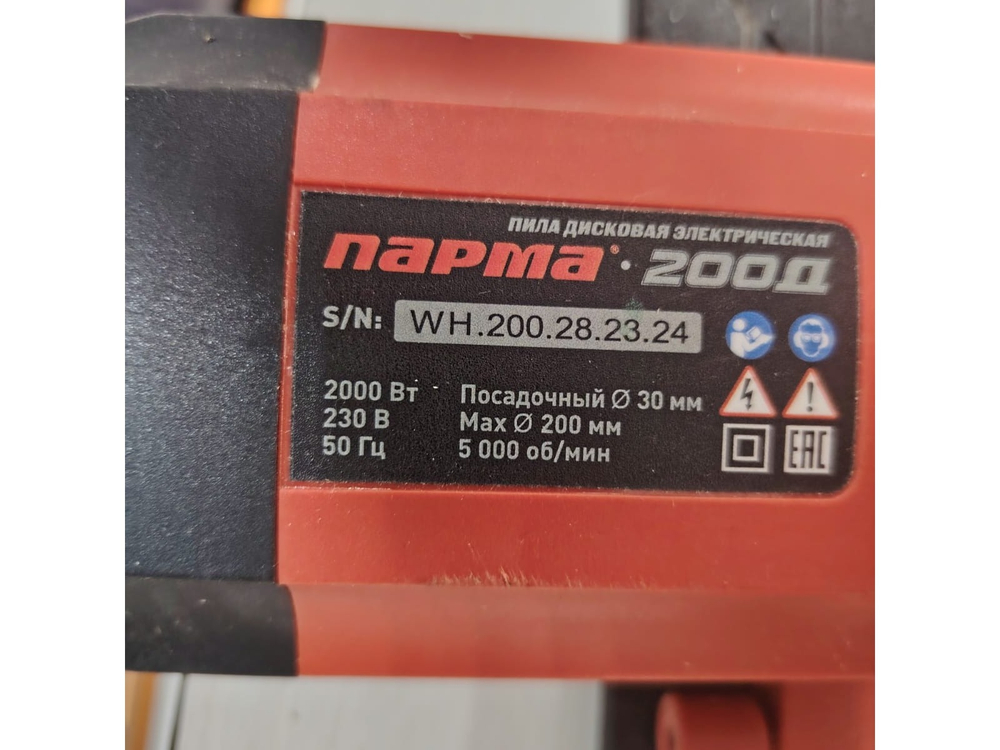 ПИЛА ДИСКОВАЯ ЭЛЕКТРИЧЕСКАЯ
ПАРМА® · 200Д
S/N: WH.200.28.23.24
2000 Вт Посадочный Ø 30 мм
230 В Max Ø 200 мм
50 Гц 5 000 об/мин
EAC